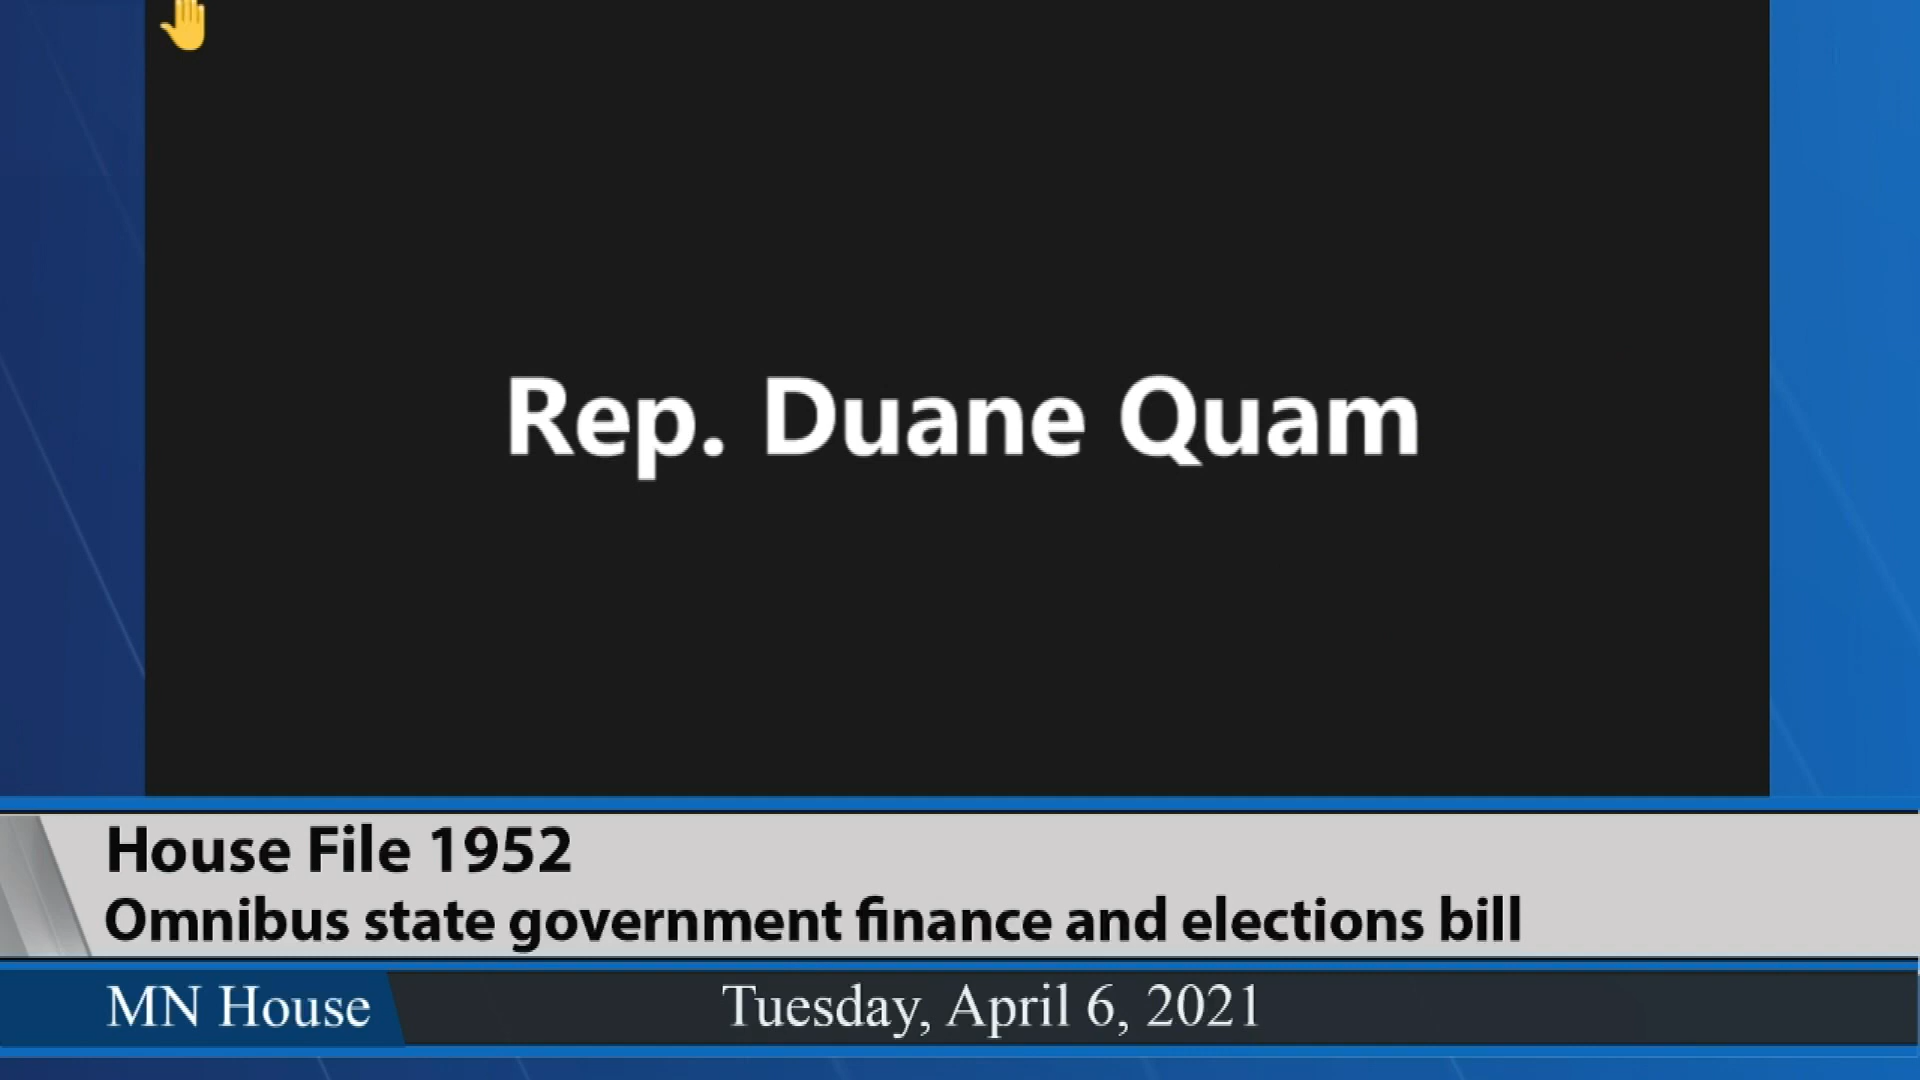 Rep. Duane Quam
House File 1952
Omnibus state government finance and elections bill
MN House
Tuesday, April 6, 2021